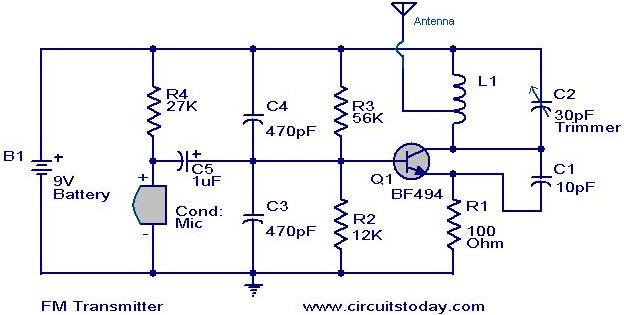 Antenna
R4
27K
C4
470pF
R3
56K
L1
C2
30pF
Trimmer
B1
+
9V
Battery
+
C5
1uF
+
Cond:
Mic
-
C3
470pF
Q1
BF494
R2
12K
R1
100
Ohm
C1
10pF
FM Transmitter
www.circuitstoday.com